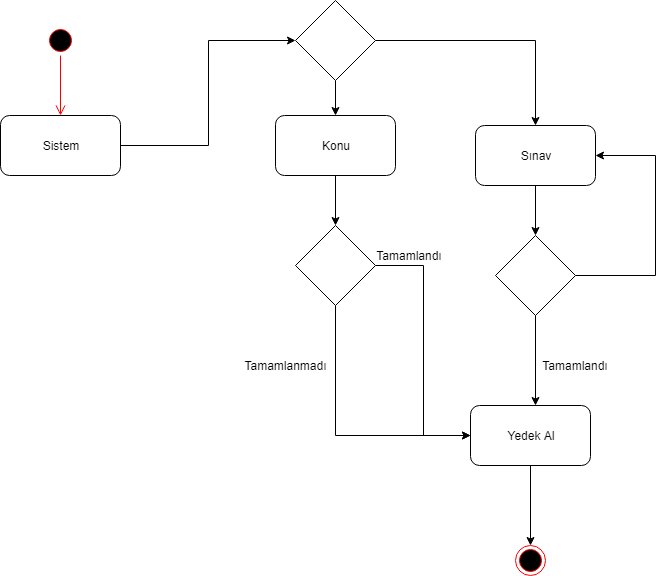 Sistem
Konu
Sınav
Tamamlandı
Tamamlanmadı
Tamamlandı
Yedek Al